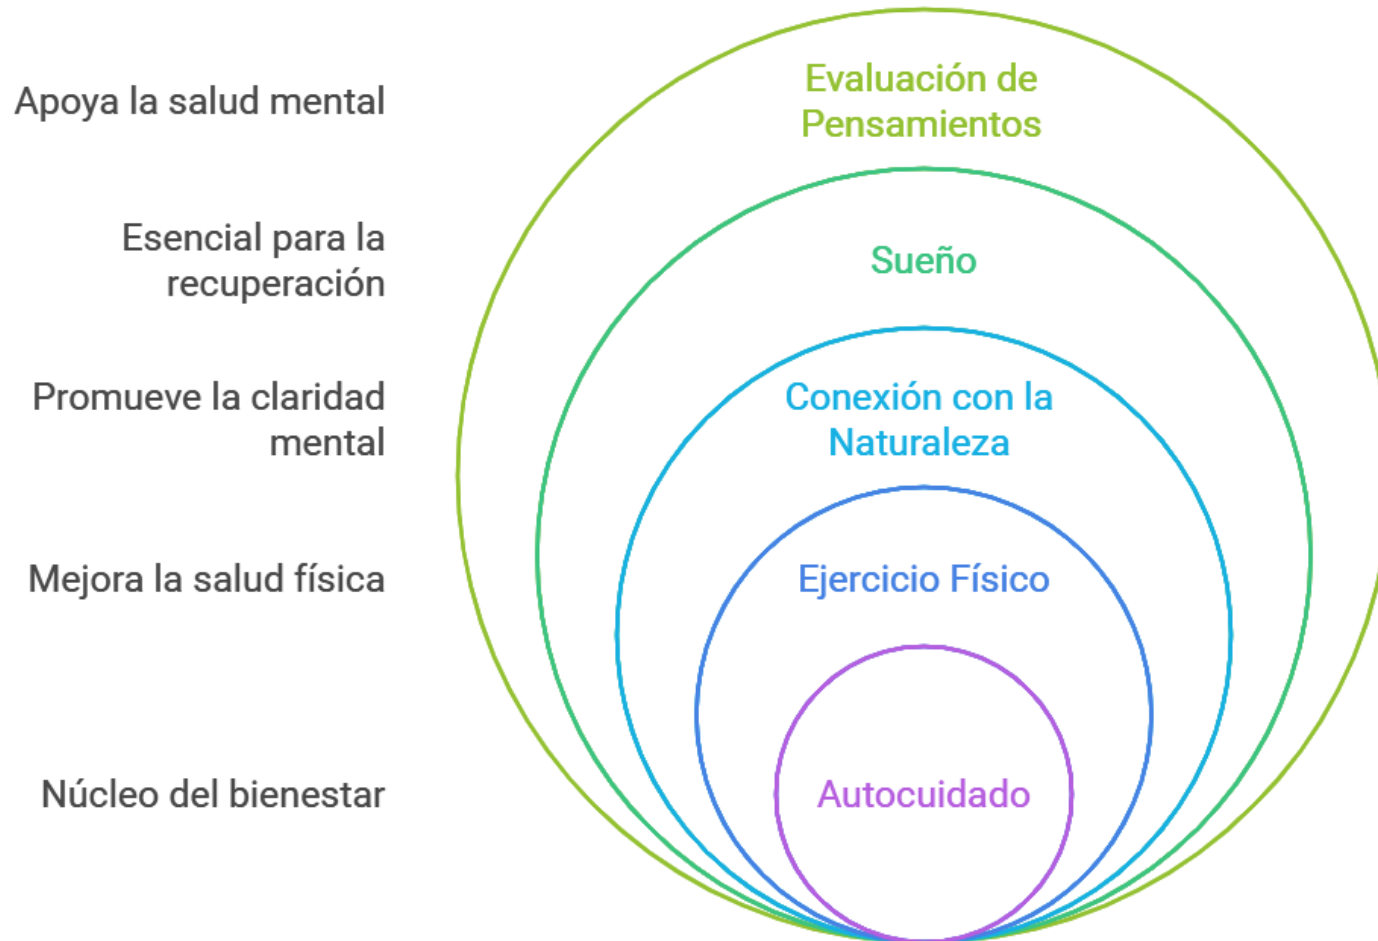 Apoya la salud mental
Evaluación de
Pensamientos
Esencial para la
recuperación
Sueño
Promueve la claridad
mental
Conexión con la
Naturaleza
Mejora la salud física
Ejercicio Físico
Núcleo del bienestar
Autocuidado